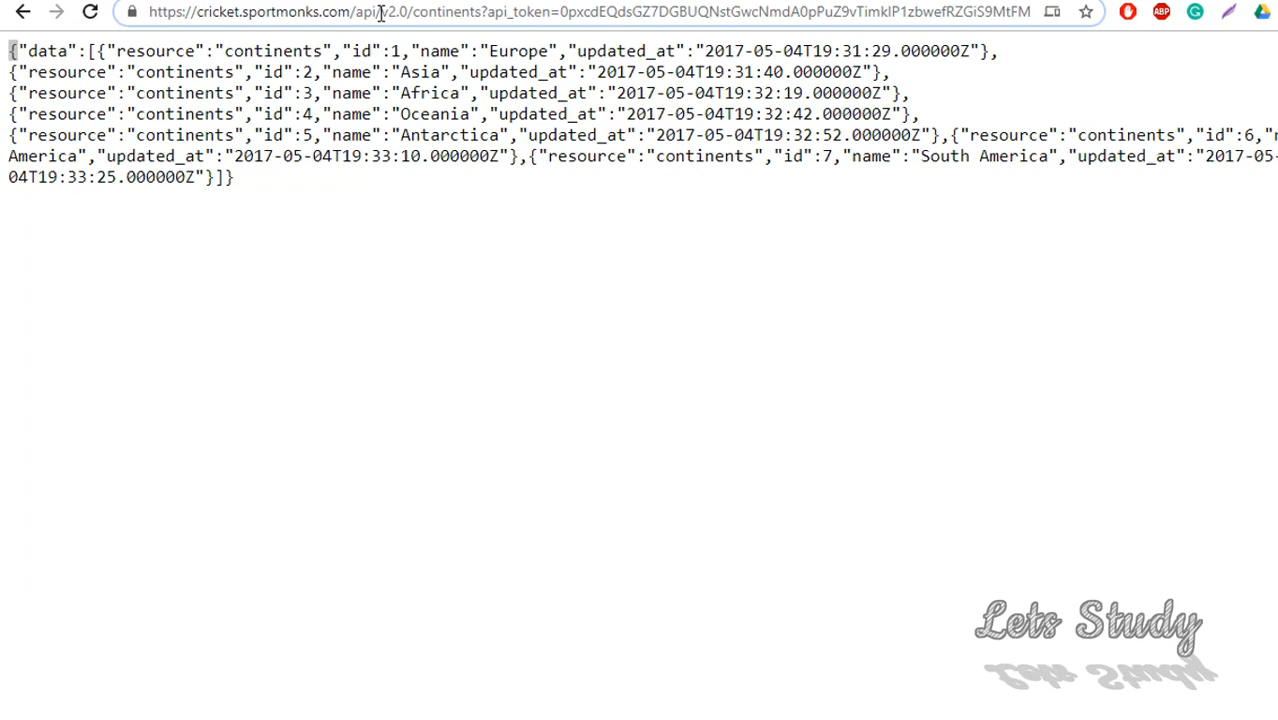 https://cricket.sportmonks.com/api/v2.0/continents?api_token=0pxcdEQdsGZ7DGBUQNstGwcNmdA0pPuZ9vTimklP1zbwefRZGiS9MtFM
{"data":[{"resource":"continents","id":1,"name":"Europe","updated_at":"2017-05-04T19:31:29.000000Z"},
{"resource":"continents","id":2,"name":"Asia","updated_at":"2017-05-04T19:31:40.000000Z"},
{"resource":"continents","id":3,"name":"Africa","updated_at":"2017-05-04T19:32:19.000000Z"},
{"resource":"continents","id":4,"name":"Oceania","updated_at":"2017-05-04T19:32:42.000000Z"},
{"resource":"continents","id":5,"name":"Antarctica","updated_at":"2017-05-04T19:32:52.000000Z"},{"resource":"continents","id":6,"
America","updated_at":"2017-05-04T19:33:10.000000Z"},{"resource":"continents","id":7,"name":"South America","updated_at":"2017-05-
04T19:33:25.000000Z"}]}
ABP
Lets Study
Lets Study